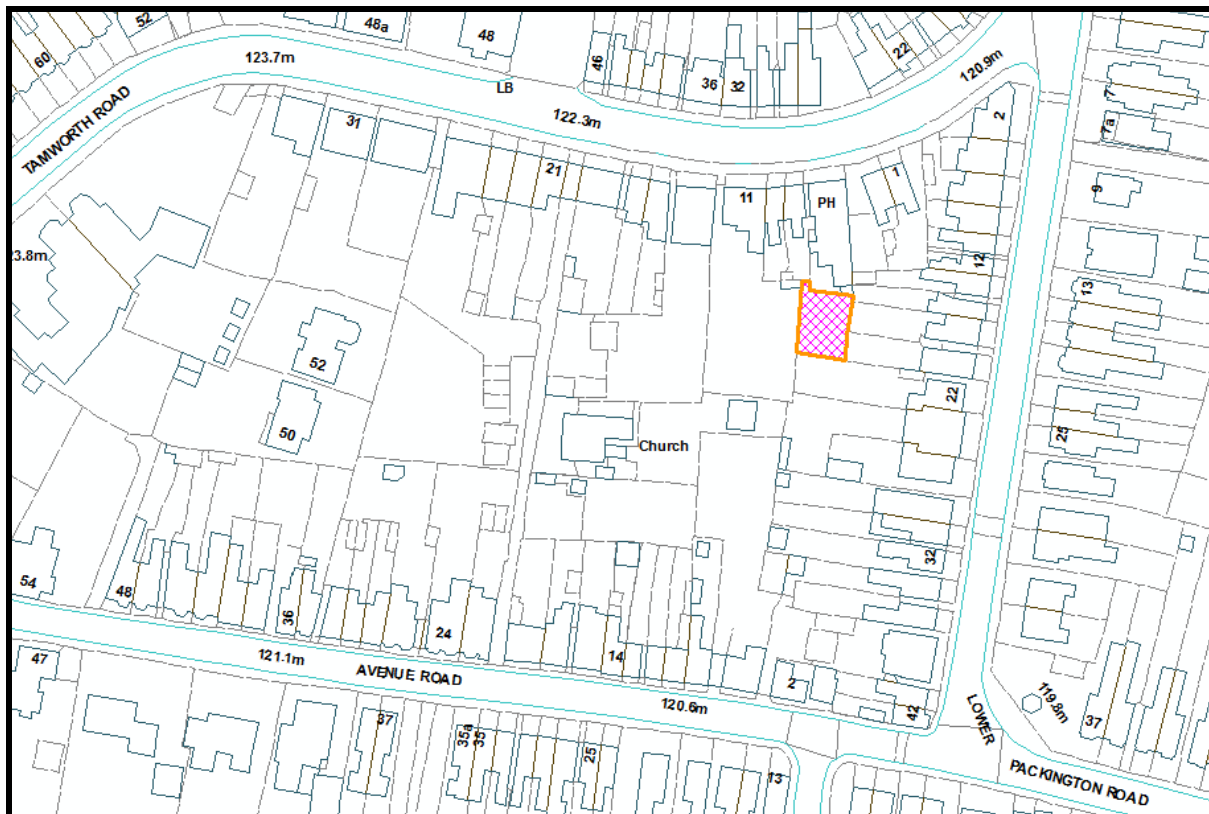 52
48a
48
60
123.7m
46
36
32
22
120.9m
LB
TAMWORTH ROAD
122.3m
2
7
7a
31
21
1
9
11
PH
23.8m
12
13
52
22
50
25
Church
32
54
48
36
24
14
121.1m
AVENUE ROAD
2
47
120.6m
42
LOWER
119.8m
37
37
35a
35
25
13
PACKINGTON ROAD